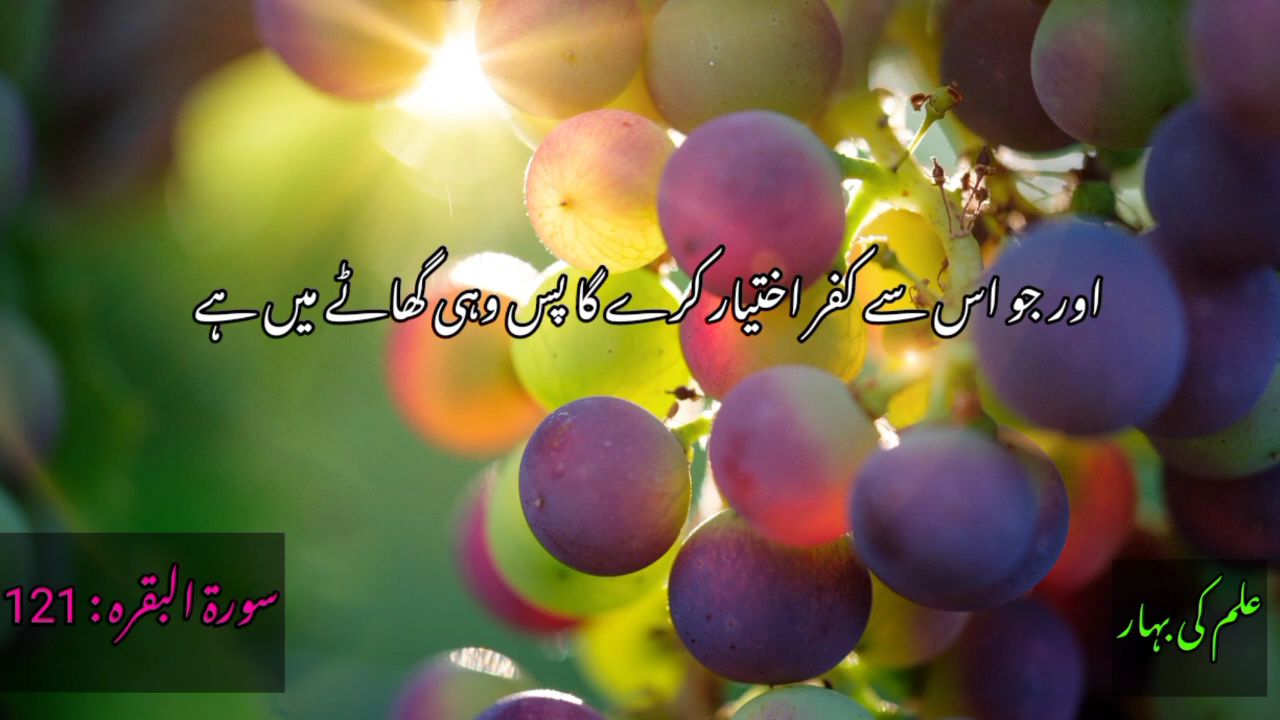 اور جو اس سے کفر اختیار کرے گا پس وہی گھاٹے میں ہے
سورۃ البقرہ: 121
علم کی بہار